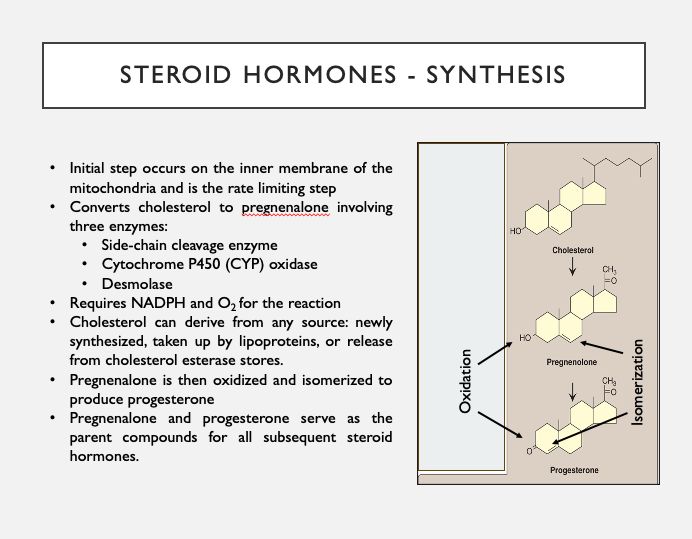 STEROID HORMONES - SYNTHESIS
• Initial step occurs on the inner membrane of the
mitochondria and is the rate limiting step
• Converts cholesterol to pregnenalone involving
three enzymes:
• Side-chain cleavage enzyme
• Cytochrome P450 (CYP) oxidase
• Desmolase
• Requires NADPH and O₂ for the reaction
• Cholesterol can derive from any source: newly
synthesized, taken up by lipoproteins, or release
from cholesterol esterase stores.
• Pregnenalone is then oxidized and isomerized to
produce progesterone
• Pregnenalone and progesterone serve as the
parent compounds for all subsequent steroid
hormones.
HO
Cholesterol
CH₃
=O
HO
Pregnenolone
Oxidation
Isomerization
CH₃
=O
O
Progesterone